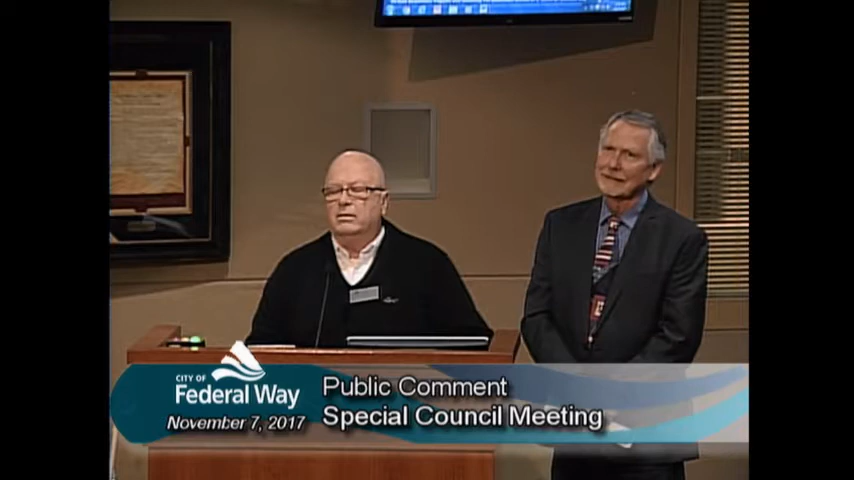 CITY OF
Federal Way
November 7, 2017
Public Comment
Special Council Meeting